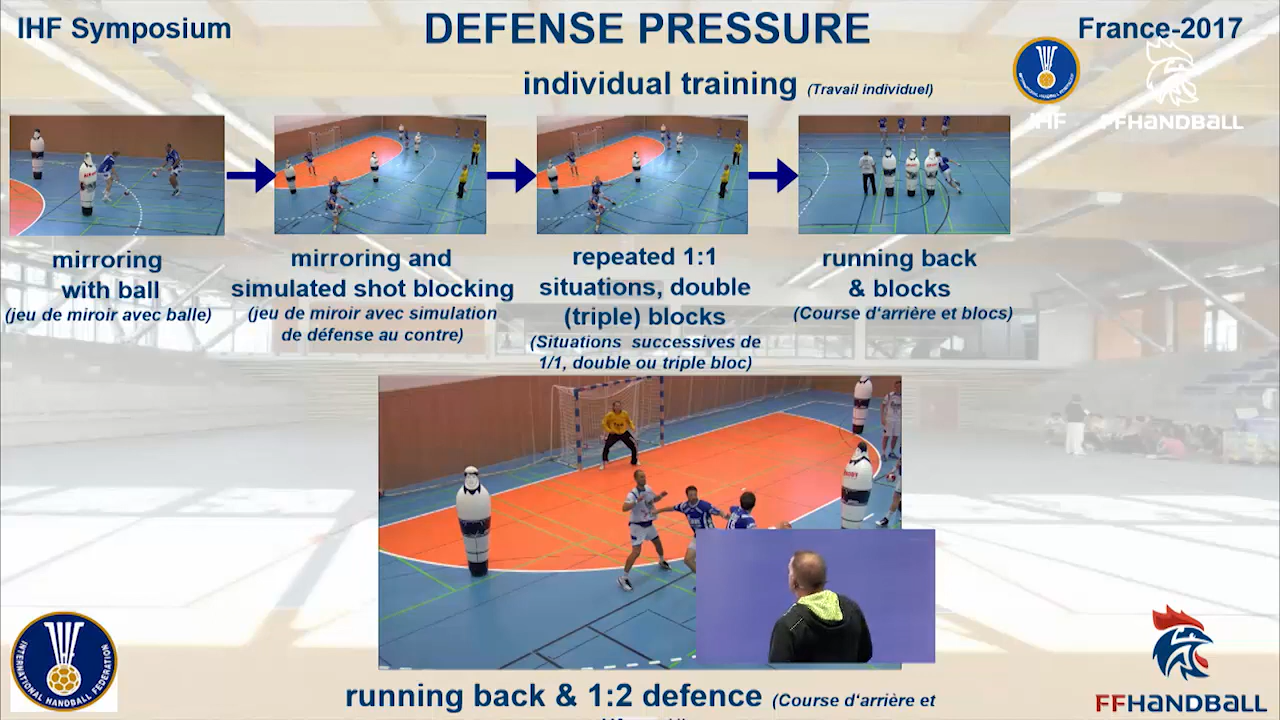 IHF Symposium
DEFENSE PRESSURE
France-2017
individual training (Travail individuel)
IHF
FFHANDBALL
mirroring
with ball
(jeu de miroir avec balle)
mirroring and
simulated shot blocking
(jeu de miroir avec simulation
de défense au contre)
repeated 1:1
situations, double
(triple) blocks
(Situations successives de
1/1, double ou triple bloc)
running back
& blocks
(Course d'arrière et blocs)
running back & 1:2 defence (Course d'arrière et
INTERNATIONAL HANDBALL FEDERATION
FFHANDBALL